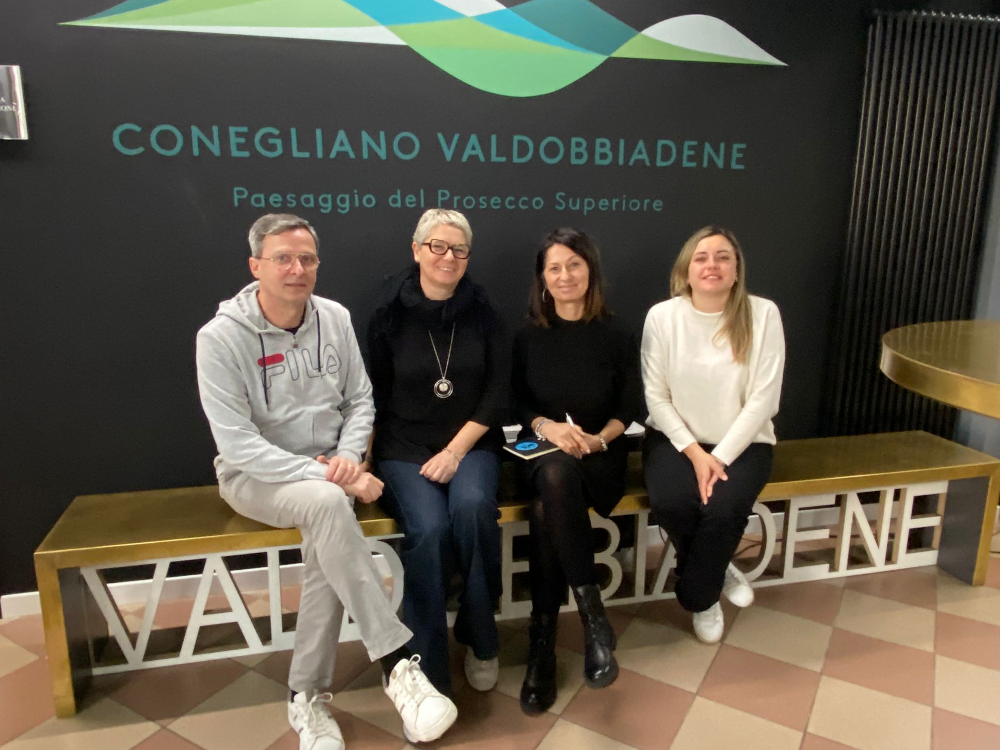 CONEGLIANO VALDOBBIADENE
Paesaggio del Prosecco Superiore
FILA